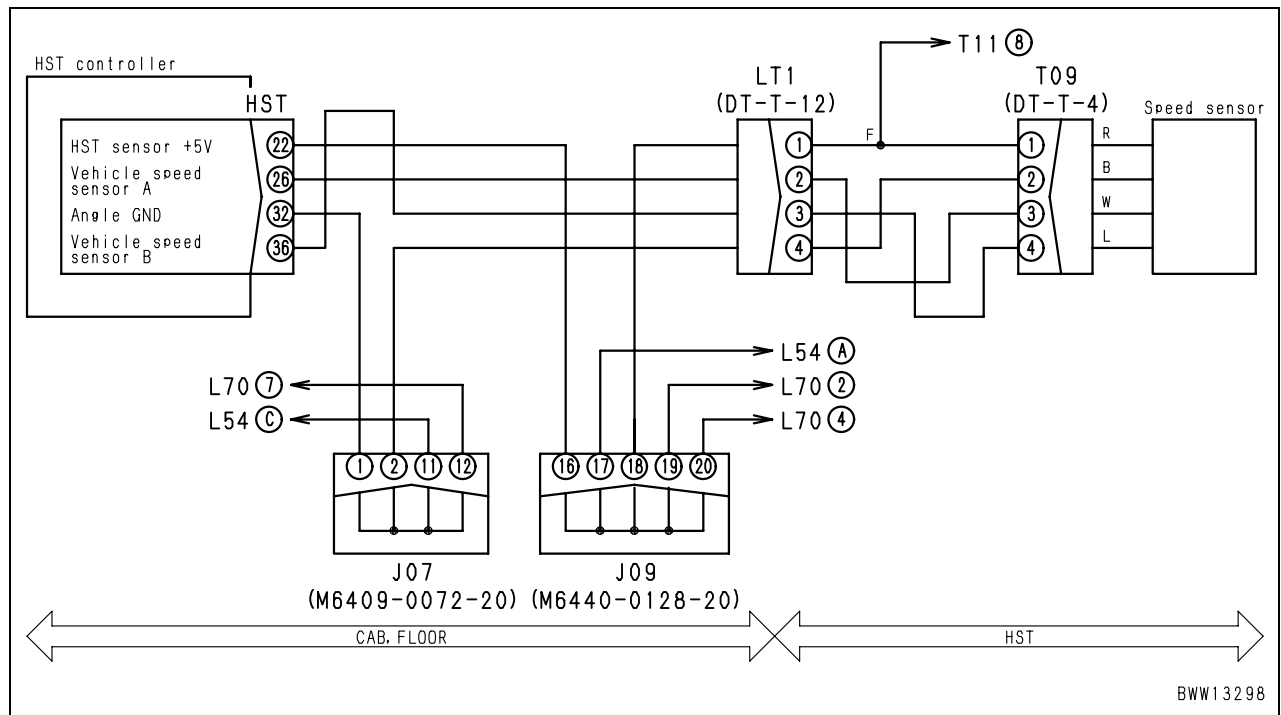 T11 ⑧
HST controller
LT1
(DT-T-12)
T09
(DT-T-4)
Speed sensor
HST
HST sensor +5V
Vehicle speed
sensor A
Angle GND
Vehicle speed
sensor B
22
26
32
36
1
2
3
4
F
1
2
3
4
R
B
W
L
L54 Ⓐ
L70 ⑦
L70 ②
L54 Ⓒ
L70 ④
1 2 11 12
16 17 18 19 20
J07
(M6409-0072-20)
J09
(M6440-0128-20)
CAB, FLOOR
HST
BWW13298